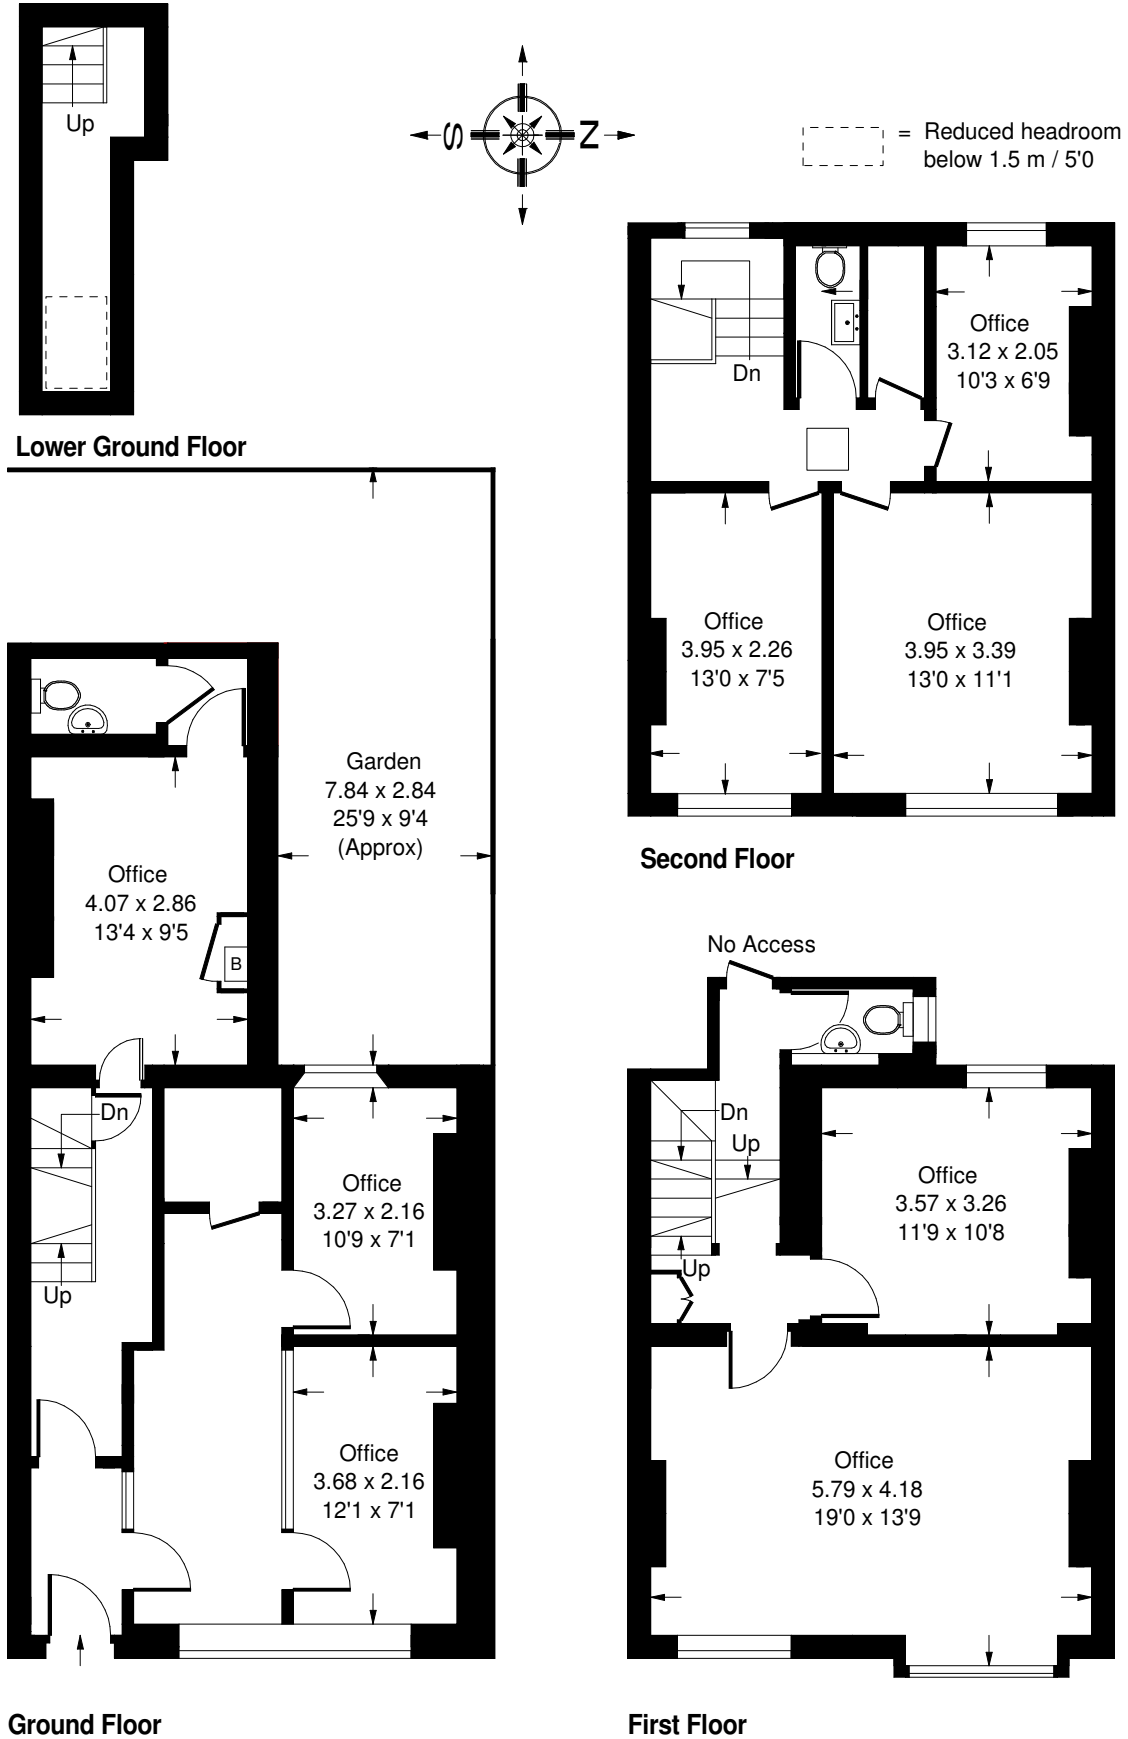 Up
Lower Ground Floor
S
N
= Reduced headroom
below 1.5 m / 5'0
Dn
Office
3.12 x 2.05
10'3 x 6'9
Office
3.95 x 2.26
13'0 x 7'5
Office
3.95 x 3.39
13'0 x 11'1
Second Floor
Garden
7.84 x 2.84
25'9 x 9'4
(Approx)
Office
4.07 x 2.86
13'4 x 9'5
B
Dn
Up
Office
3.27 x 2.16
10'9 x 7'1
Office
3.68 x 2.16
12'1 x 7'1
Ground Floor
No Access
Dn
Up
Up
Office
3.57 x 3.26
11'9 x 10'8
Office
5.79 x 4.18
19'0 x 13'9
First Floor